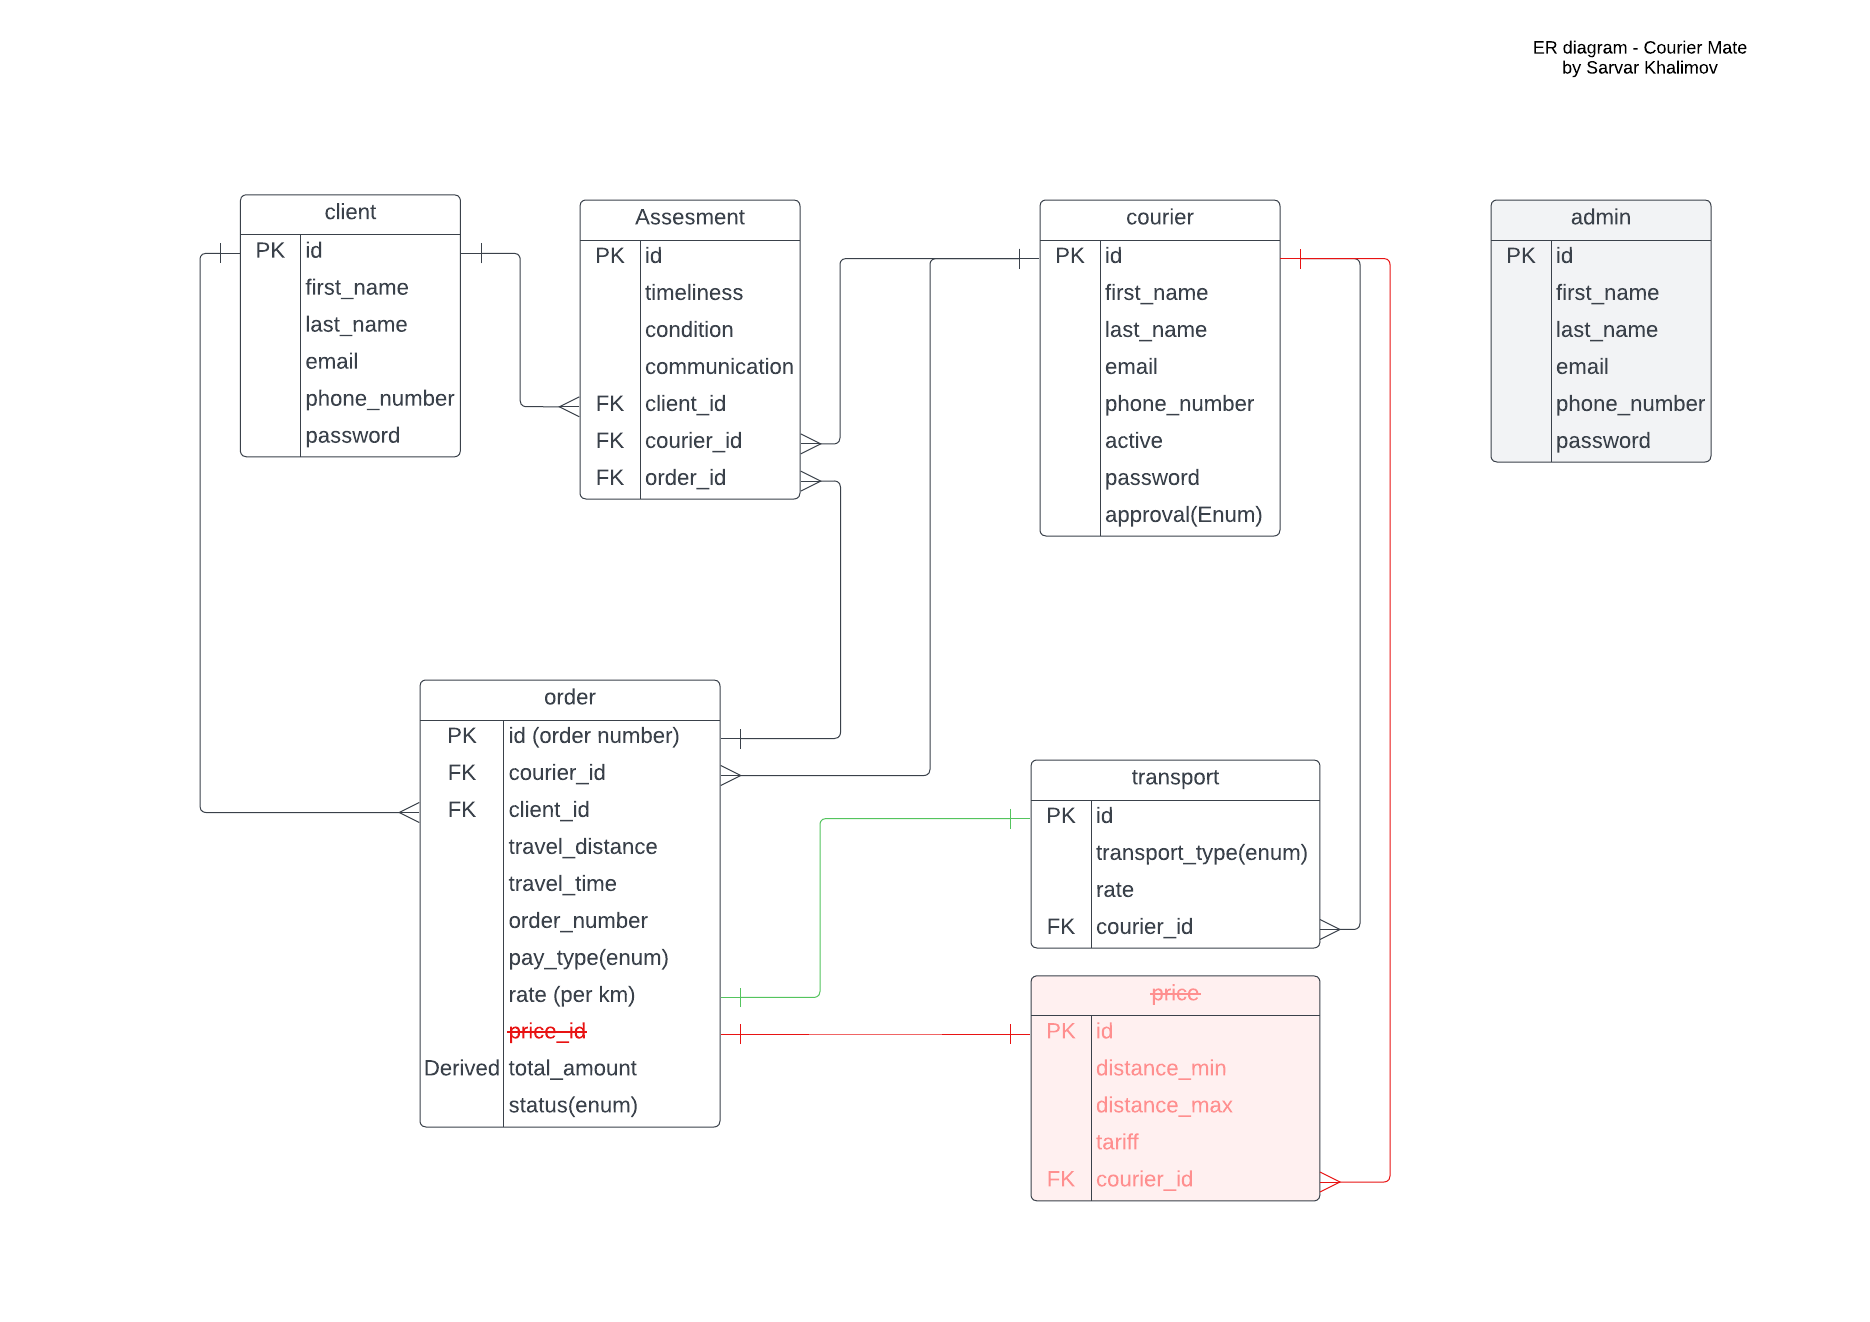 ER diagram - Courier Mate
by Sarvar Khalimov
client
PK id
first_name
last_name
email
phone_number
password
Assesment
PK id
timeliness
condition
communication
FK client_id
FK courier_id
FK order_id
courier
PK id
first_name
last_name
email
phone_number
active
password
approval(Enum)
admin
PK id
first_name
last_name
email
phone_number
password
order
PK id (order number)
FK courier_id
FK client_id
travel_distance
travel_time
order_number
pay_type(enum)
rate (per km)
price_id
Derived total_amount
status(enum)
transport
PK id
transport_type(enum)
rate
FK courier_id
price
PK id
distance_min
distance_max
tariff
FK courier_id